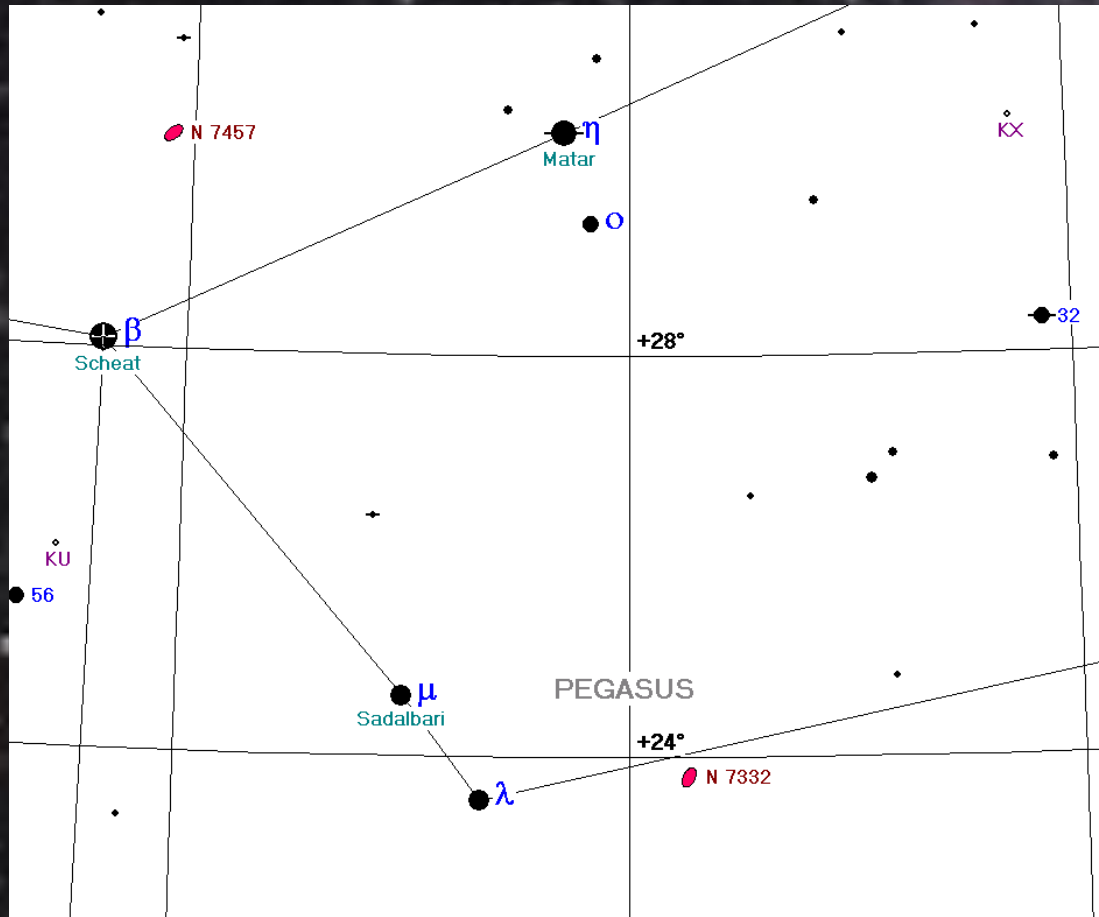 N 7457
η
Matar
KX
ο
β
Scheat
+28°
32
KU
56
μ
Sadalbari
PEGASUS
+24°
λ
N 7332